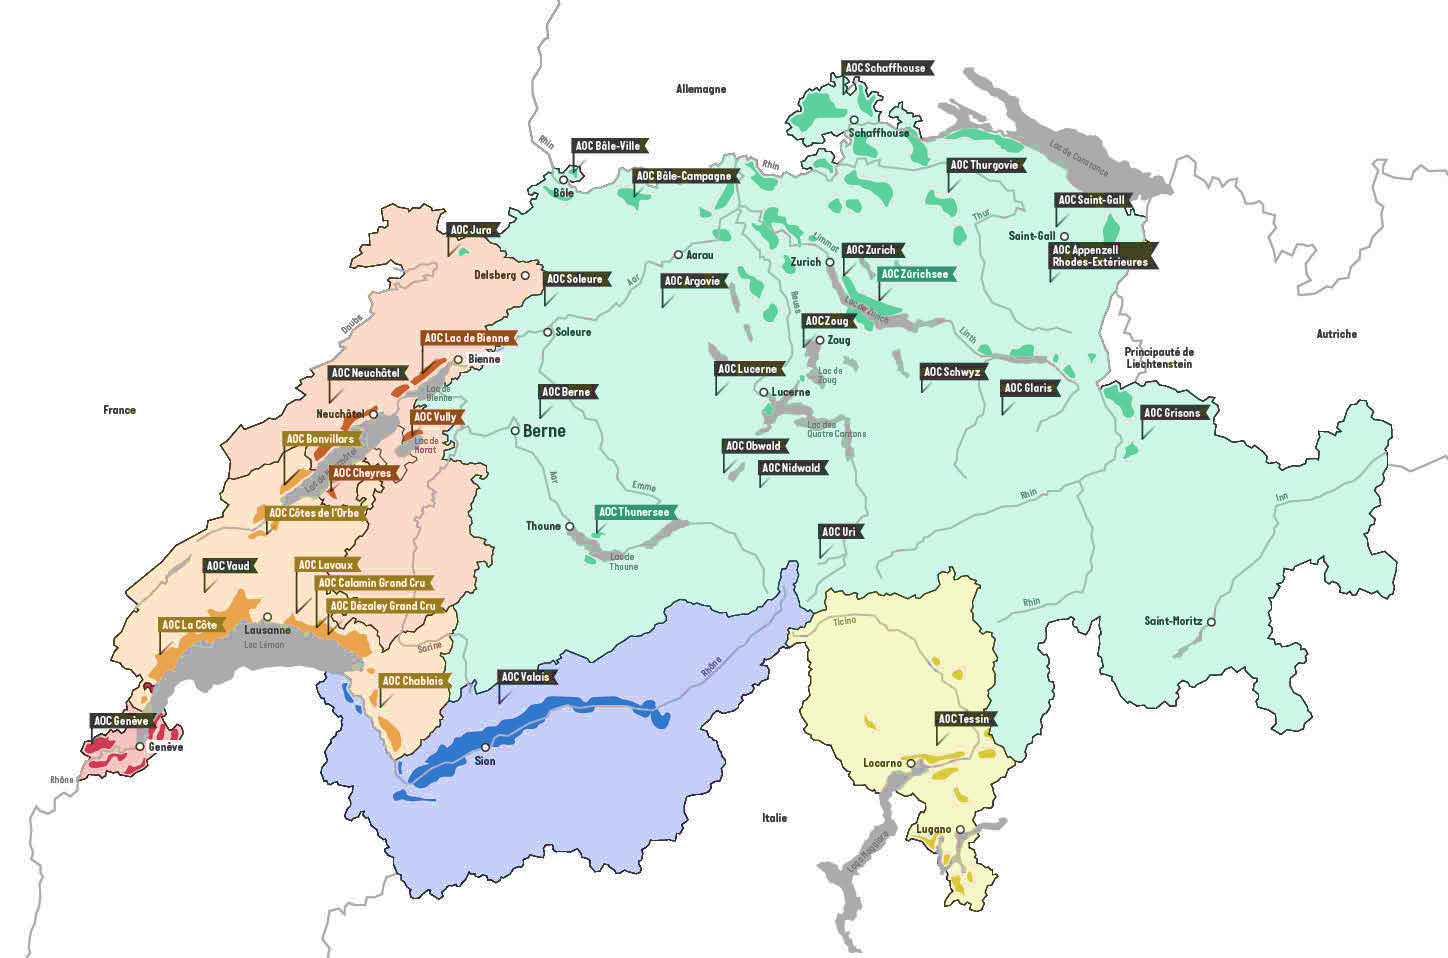 AOC Schaffhouse
Allemagne
Schaffhouse
Rhin
AOC Bâle-Ville
Lac de Constance
Rhin
AOC Thurgovie
AOC Bâle-Campagne
Bâle
AOC Saint-Gall
Thur
AOC Jura
Saint-Gall
Limmat
AOC Zurich
AOC Appenzell
Rhodes-Extérieures
Aarau
Zurich
Delsberg
AOC Soleure
Aar
AOC Argovie
AOC Zürichsee
Reuss
Lac de Zurich
Doubs
AOC Zoug
Soleure
AOC Lac de Bienne
Zoug
Linth
Autriche
Bienne
Principauté de
Liechtenstein
AOC Neuchâtel
AOC Lucerne
Lac de
Zoug
AOC Schwyz
Lac de
Bienne
AOC Berne
Lucerne
AOC Glaris
France
Neuchâtel
AOC Vully
AOC Grisons
Berne
Lac des
Quatre Cantons
AOC Bonvillars
Lac de
Morat
AOC Obwald
Lac de Neuchâtel
AOC Cheyres
AOC Nidwald
Aar
Emme
Rhin
Inn
AOC Côtes de l'Orbe
AOC Thunersee
Thoune
AOC Uri
Lac de
Thoune
AOC Vaud
AOC Lavaux
AOC Calamin Grand Cru
AOC Dézaley Grand Cru
Rhin
AOC La Côte
Lausanne
Ticino
Saint-Moritz
Lac Léman
Sarine
Rhône
AOC Chablais
AOC Valais
AOC Genève
AOC Tessin
Genève
Sion
Locarno
Rhône
Italie
Lugano
Lago Maggiore